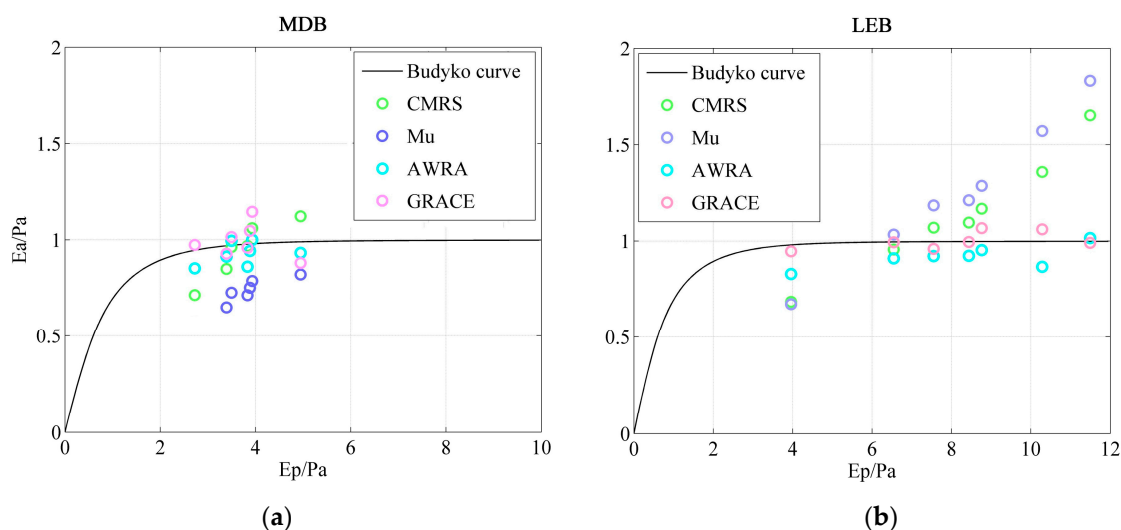 MDB
2
1.5
1
0.5
0
Ea/Pa
Budyko curve
CMRS
Mu
AWRA
GRACE
0 2 4 6 8 10
Ep/Pa
(a)
LEB
2
1.5
1
0.5
0
Budyko curve
CMRS
Mu
AWRA
GRACE
0 2 4 6 8 10 12
Ep/Pa
(b)